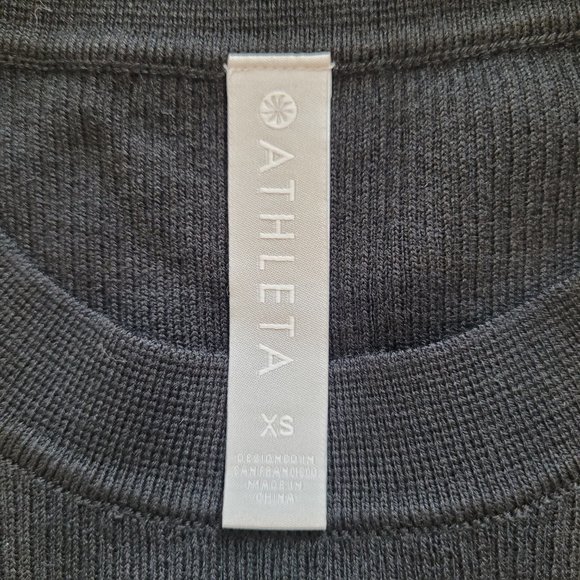 ATHLETA
XS
DESIGNED IN
SAN FRANCISCO
MADE IN
CHINA